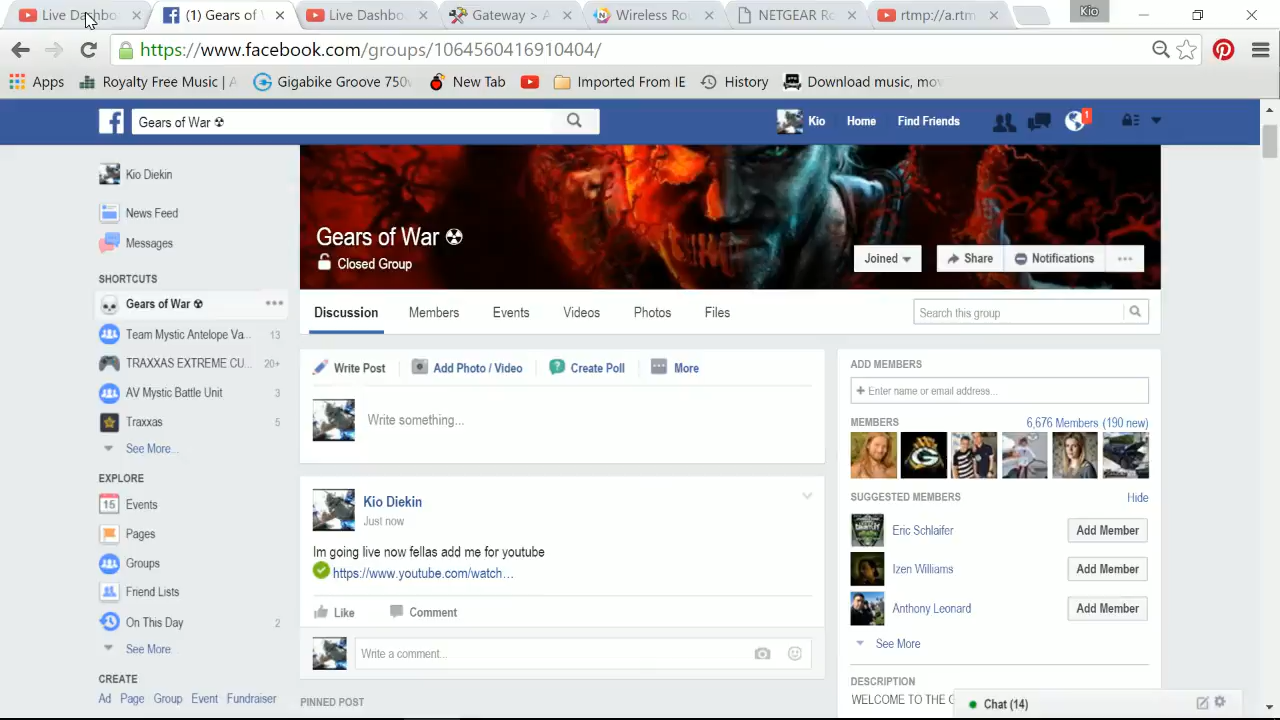 Live Dashbo
(1) Gears of
Live Dashbo
Gateway > A
Wireless Rou
NETGEAR Ro
rtmp://a.rtm
Kio
https://www.facebook.com/groups/1064560416910404/
Apps
Royalty Free Music | A
Gigabike Groove 750
New Tab
Imported From IE
History
Download music, mov
Gears of War ☢
Kio
Home
Find Friends
1
Kio Diekin
News Feed
Messages
SHORTCUTS
Gears of War ☢
Team Mystic Antelope Va... 13
TRAXXAS EXTREME CU... 20+
AV Mystic Battle Unit 3
Traxxas 5
See More...
EXPLORE
15 Events
Pages
Groups
Friend Lists
On This Day 2
See More...
CREATE
Ad Page Group Event Fundraiser
Gears of War ☢
Closed Group
Joined
Share
Notifications
Discussion
Members
Events
Videos
Photos
Files
Search this group
Write Post
Add Photo / Video
Create Poll
More
Write something...
Kio Diekin
Just now
Im going live now fellas add me for youtube
https://www.youtube.com/watch...
Like
Comment
Write a comment...
PINNED POST
ADD MEMBERS
+ Enter name or email address...
MEMBERS
6,676 Members (190 new)
SUGGESTED MEMBERS
Hide
Eric Schlaifer
Add Member
Izen Williams
Add Member
Anthony Leonard
Add Member
See More
DESCRIPTION
WELCOME TO THE
Chat (14)